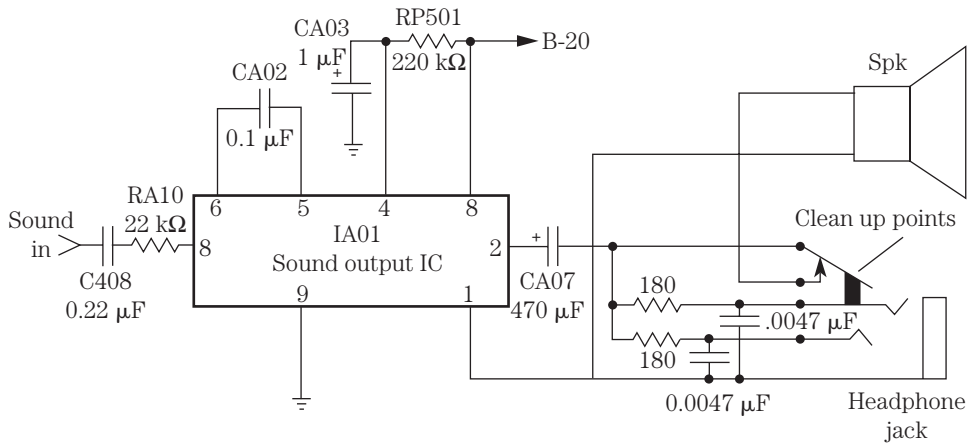 RP501
CA03
1 µF
+
220 kΩ
B-20
CA02
0.1 µF
Spk
RA10
22 kΩ
Sound
in
C408
0.22 µF
6
5
4
8
8
IA01
Sound output IC
2
9
1
+
CA07
470 µF
Clean up points
180
.0047 µF
180
0.0047 µF
Headphone
jack